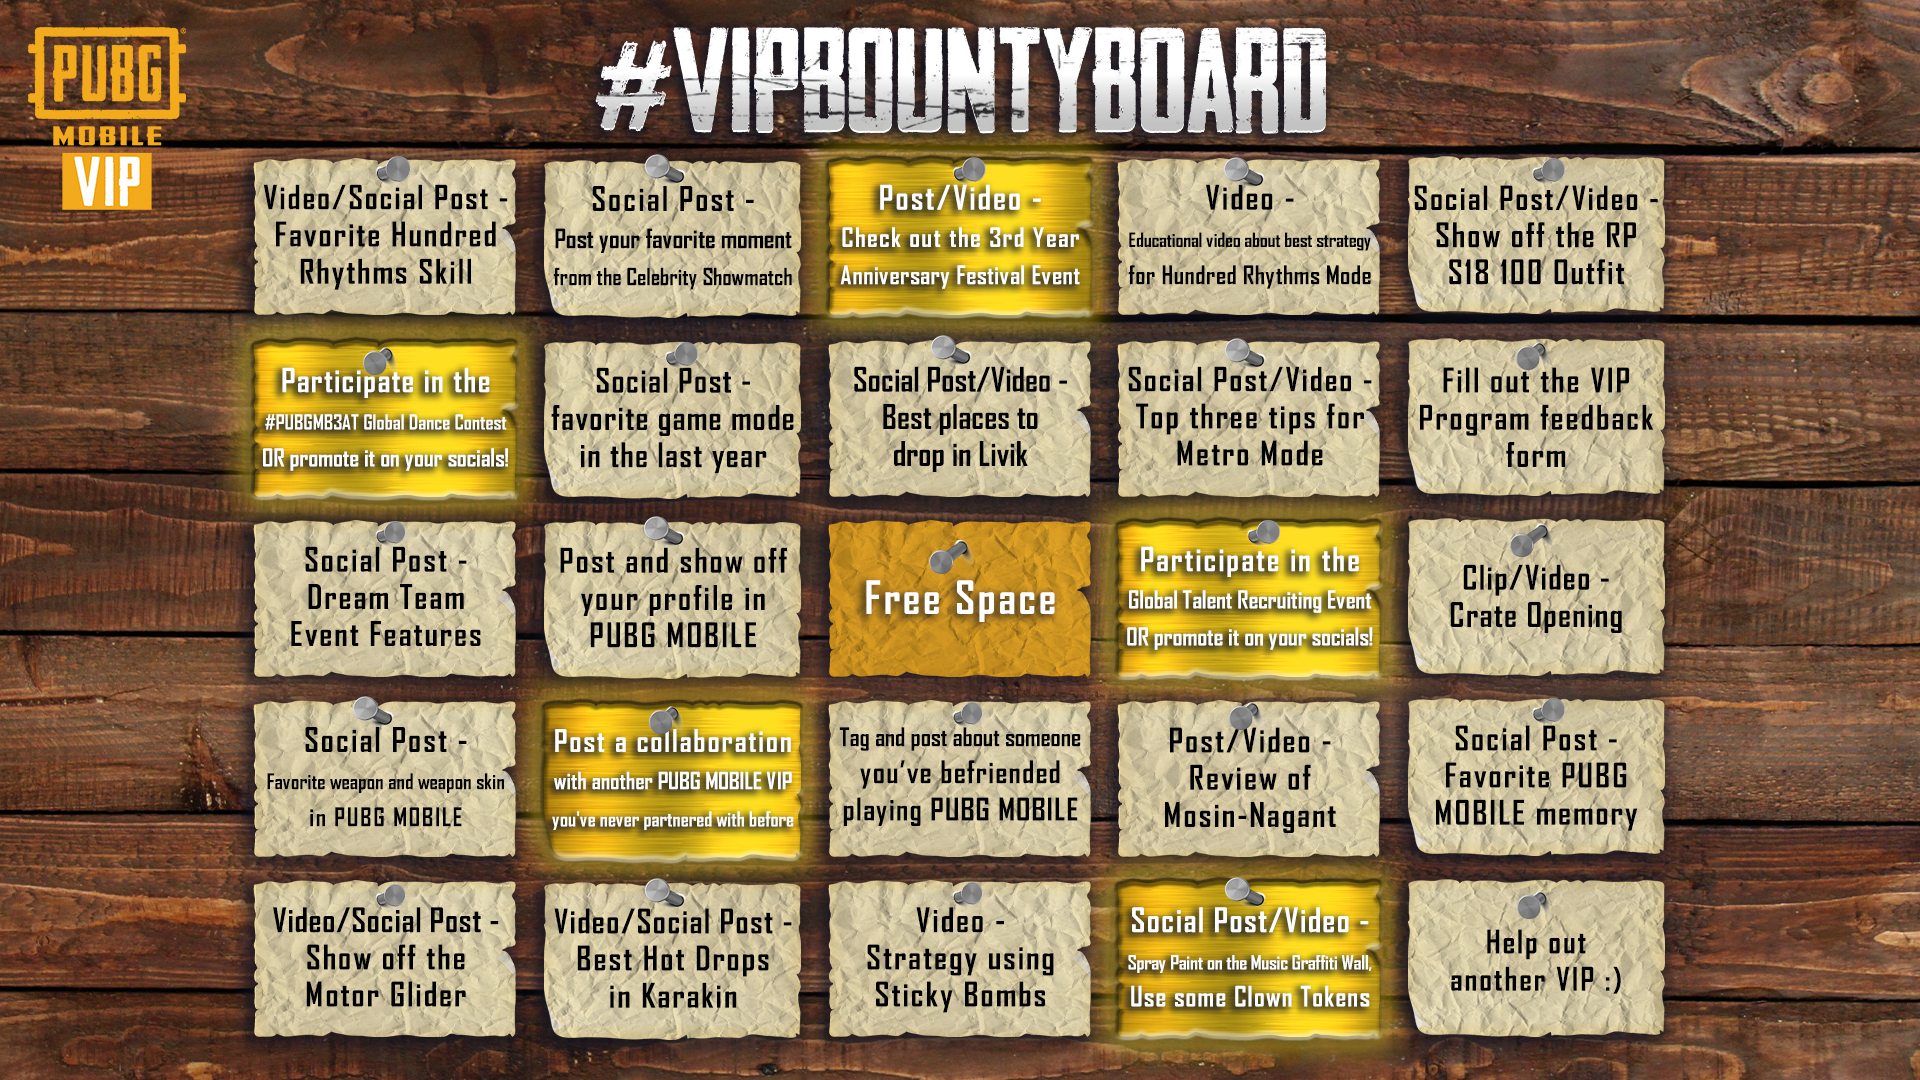 PUBG
MOBILE
VIP
#VIPBOUNTYBOARD
Video/Social Post -
Favorite Hundred
Rhythms Skill
Social Post -
Post your favorite moment
from the Celebrity Showmatch
Post/Video -
Check out the 3rd Year
Anniversary Festival Event
Video -
Educational video about best strategy
for Hundred Rhythms Mode
Social Post/Video -
Show off the RP
S18 100 Outfit
Participate in the
#PUBGMB3AT Global Dance Contest
OR promote it on your socials!
Social Post -
favorite game mode
in the last year
Social Post/Video -
Best places to
drop in Livik
Social Post/Video -
Top three tips for
Metro Mode
Fill out the VIP
Program feedback
form
Social Post -
Dream Team
Event Features
Post and show off
your profile in
PUBG MOBILE
Free Space
Participate in the
Global Talent Recruiting Event
OR promote it on your socials!
Clip/Video -
Crate Opening
Social Post -
Favorite weapon and weapon skin
in PUBG MOBILE
Post a collaboration
with another PUBG MOBILE VIP
you've never partnered with before
Tag and post about someone
you've befriended
playing PUBG MOBILE
Post/Video -
Review of
Mosin-Nagant
Social Post -
Favorite PUBG
MOBILE memory
Video/Social Post -
Show off the
Motor Glider
Video/Social Post -
Best Hot Drops
in Karakin
Video -
Strategy using
Sticky Bombs
Social Post/Video -
Spray Paint on the Music Graffiti Wall,
Use some Clown Tokens
Help out
another VIP :)